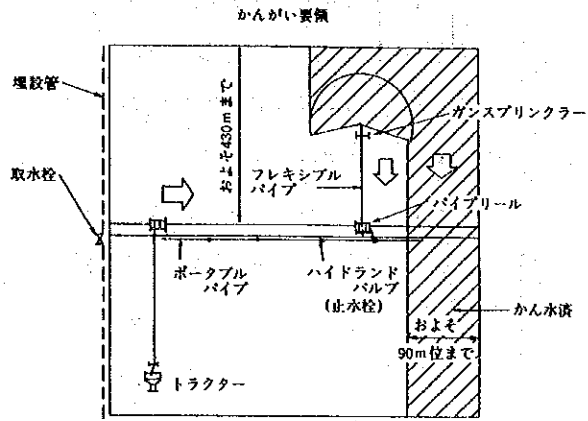 かんがい要領
埋設管
取水栓
およそ430mまで
ガンスプリンクラー
フレキシブル
パイプ
パイプリール
ポータブル
パイプ
ハイドランド
バルブ
(止水栓)
かん水済
およそ
90m位まで
トラクター